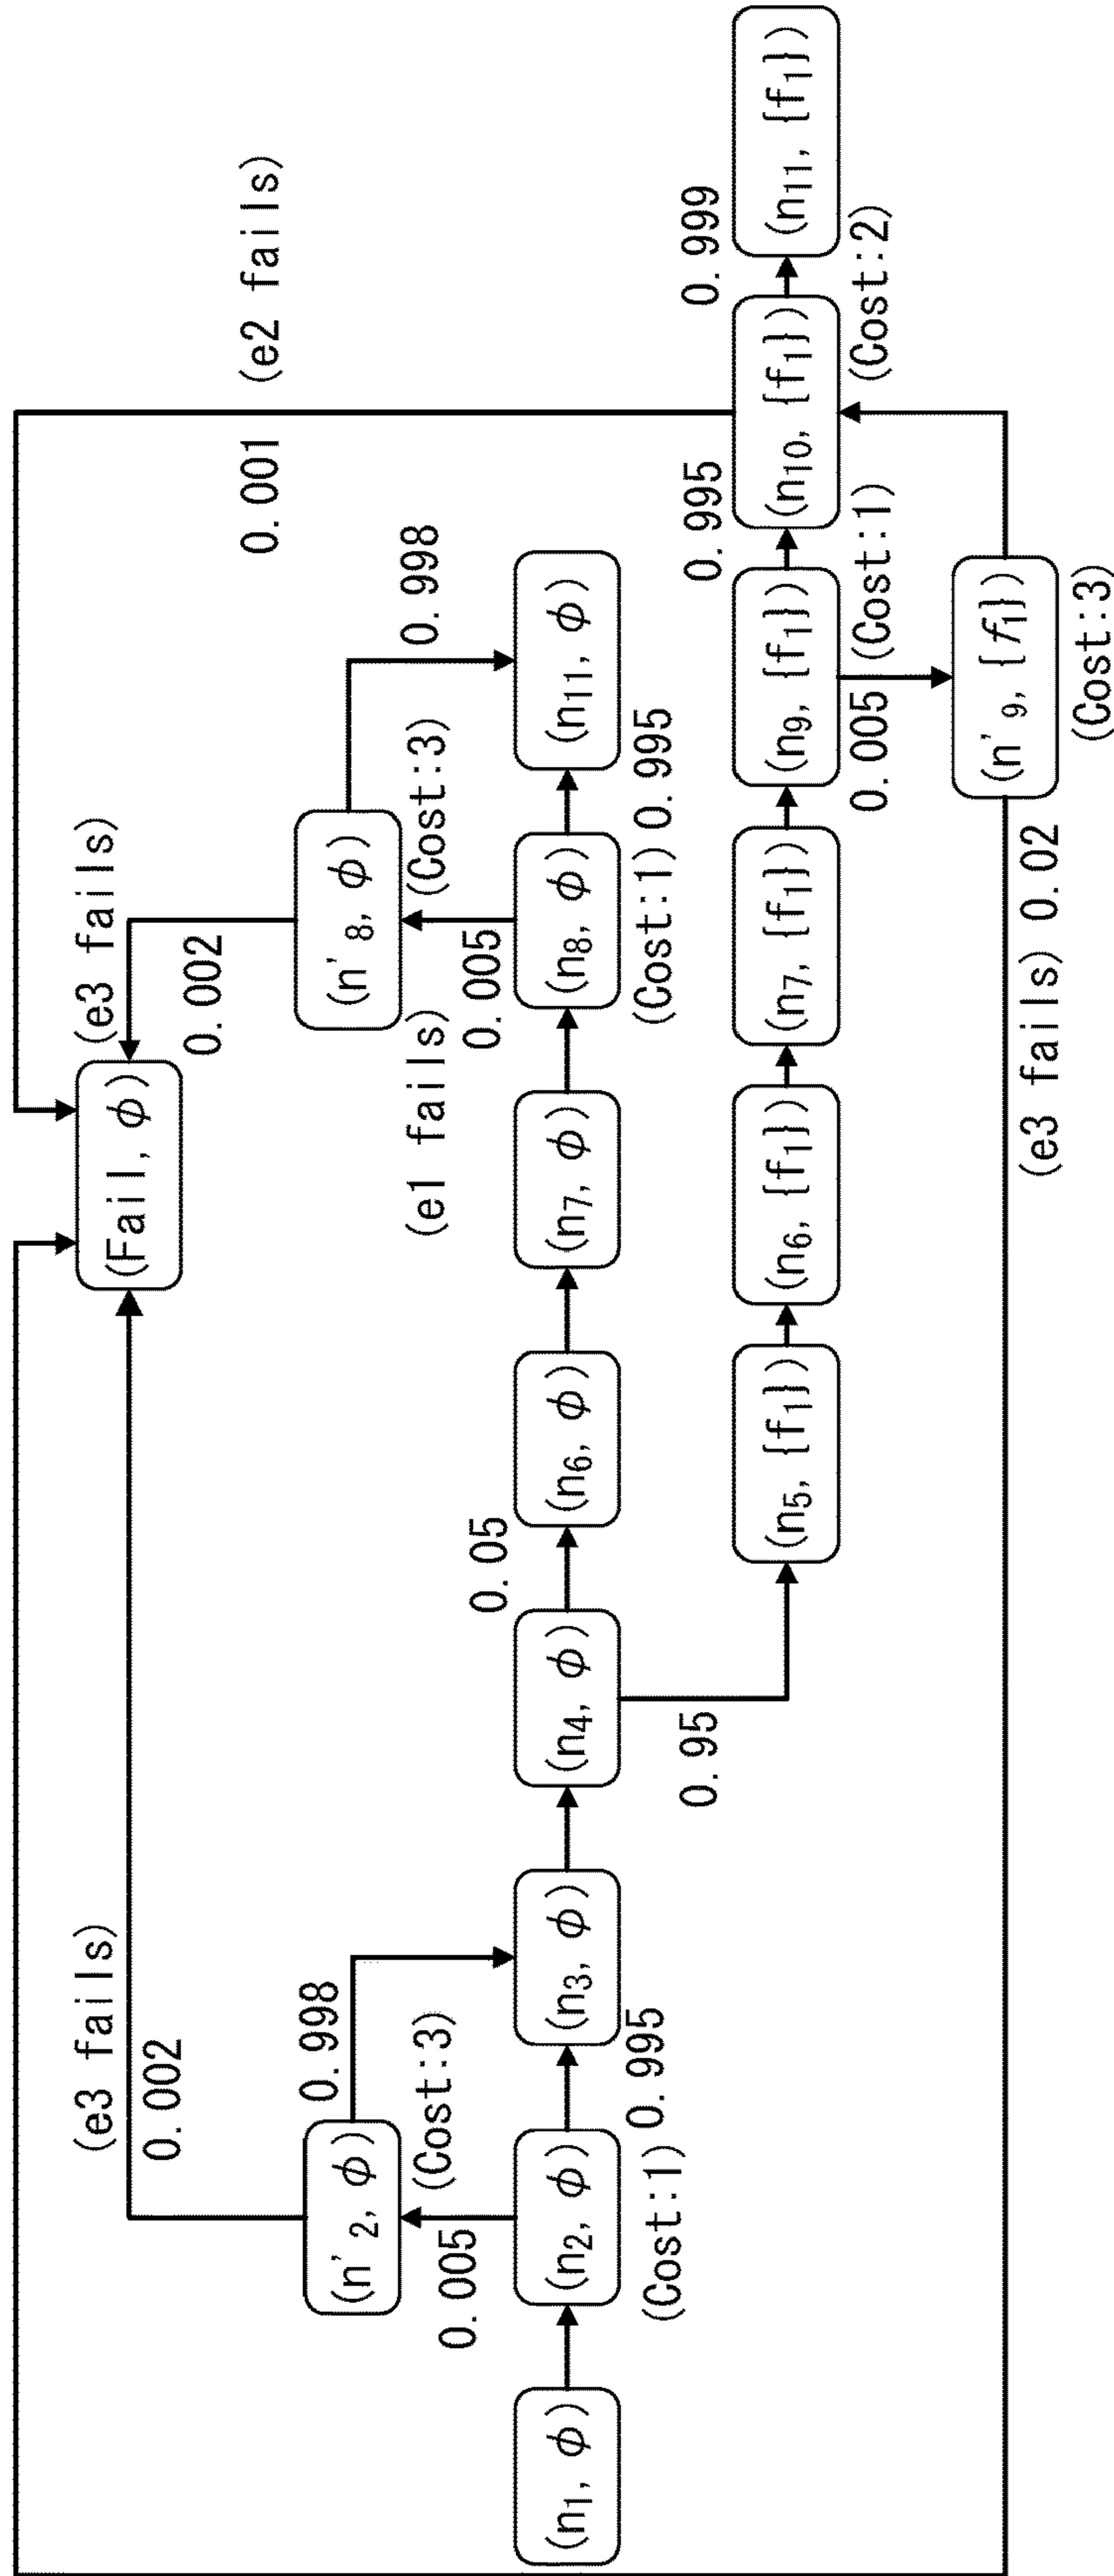 (e2 fails)
0.001
(e3 fails)
(e3 fails)
(Fail, φ)
0.002
0.002
(n'2, φ)
0.998
(n'8, φ)
0.998
(Cost:3)
(Cost:3)
0.005
(e1 fails)
0.005
(n1, φ)
(n2, φ)
(n3, φ)
(n4, φ)
0.05
(n6, φ)
(n7, φ)
(n8, φ)
(n11, φ)
(Cost:1)
0.995
(Cost:1) 0.995
0.95
(n5, {f1})
(n6, {f1})
(n7, {f1})
(n9, {f1})
0.995
(n10, {f1})
0.999
(n11, {f1})
0.005
(Cost:1)
(Cost:2)
(n'9, {f1})
(e3 fails) 0.02
(Cost:3)